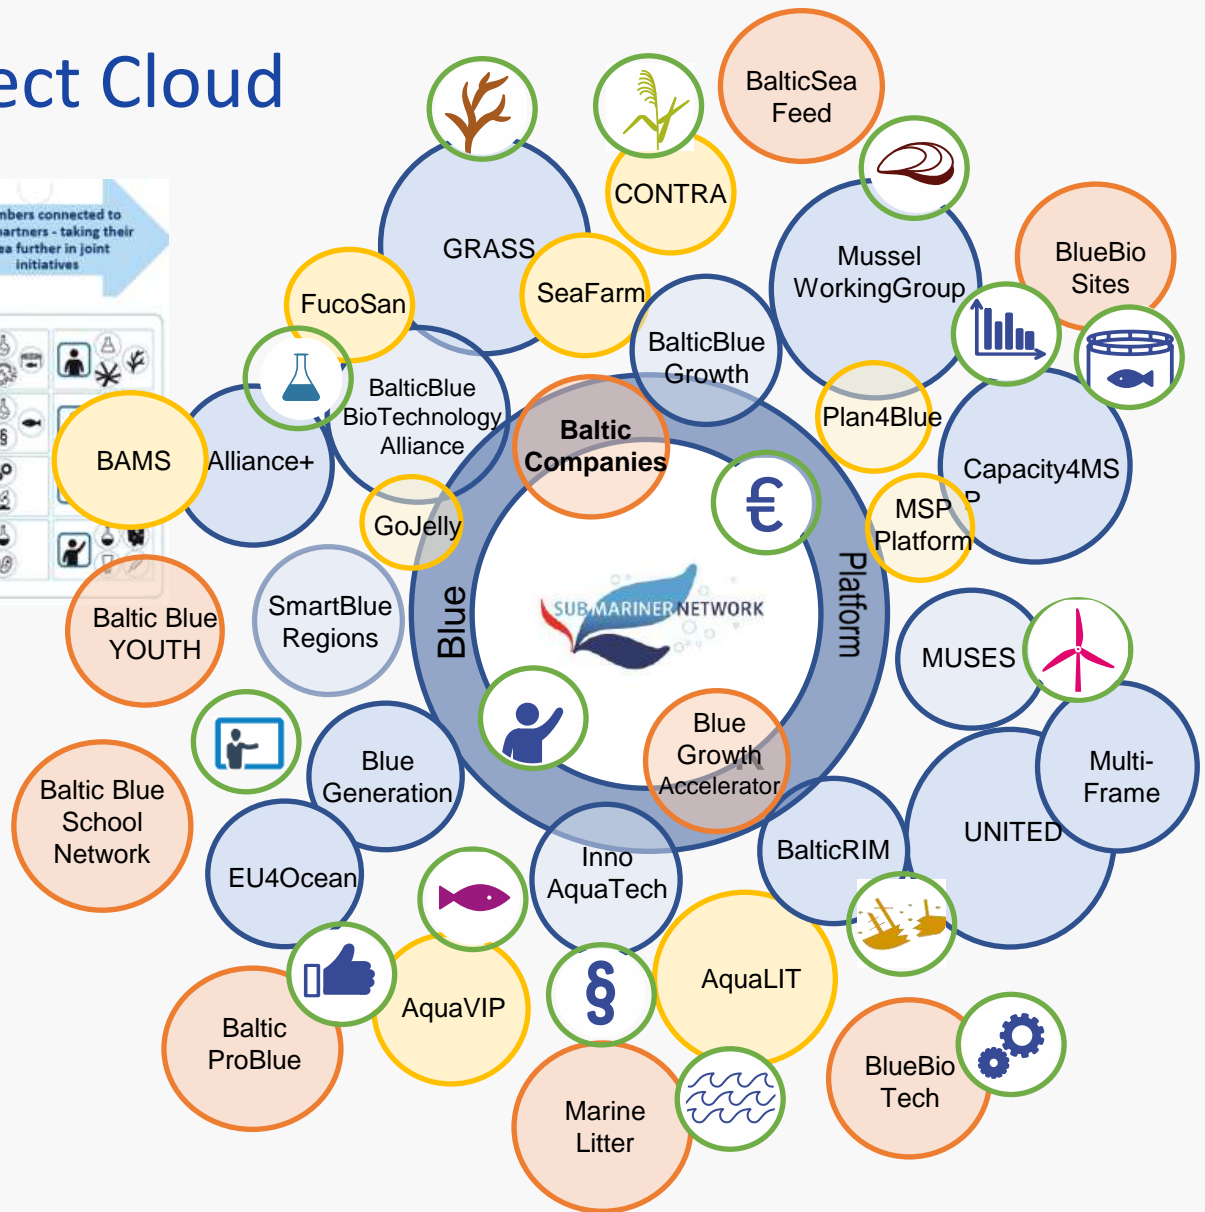 ect Cloud
mbers connected to
partners - taking their
ea further in joint
initiatives
§
BalticSea
Feed
CONTRA
GRASS
Mussel
WorkingGroup
BlueBio
Sites
FucoSan
SeaFarm
BalticBlue
Growth
BalticBlue
BioTechnology
Alliance
Plan4Blue
Baltic
Companies
BAMS
Alliance+
Capacity4MS
P
€
GoJelly
MSP
Platform
SmartBlue
Regions
Baltic Blue
YOUTH
Blue
Platform
SUBMARINER NETWORK
MUSES
Blue
Growth
Accelerator
Blue
Generation
Multi-
Frame
Baltic Blue
School
Network
UNITED
BalticRIM
Inno
AquaTech
EU4Ocean
AquaLIT
§
AquaVIP
Baltic
ProBlue
BlueBio
Tech
Marine
Litter